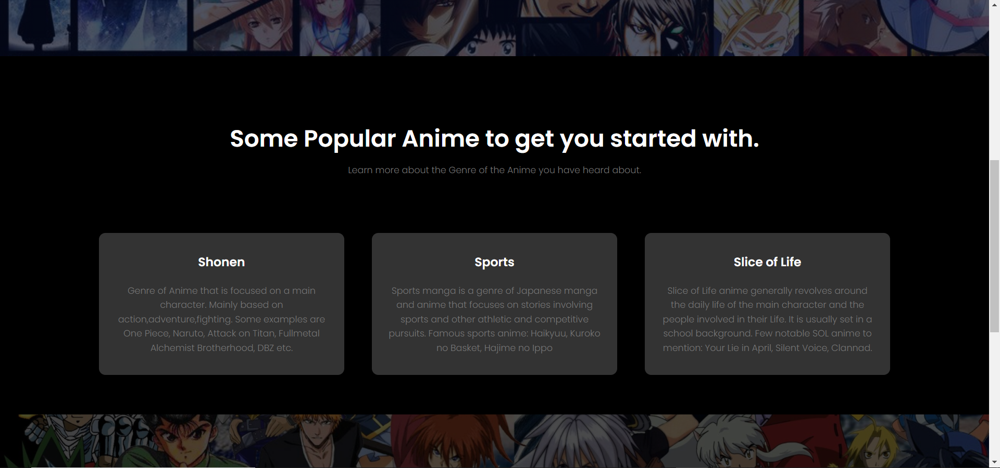 Some Popular Anime to get you started with.
Learn more about the Genre of the Anime you have heard about.
Shonen
Genre of Anime that is focused on a main
character. Mainly based on
action,adventure,fighting. Some examples are
One Piece, Naruto, Attack on Titan, Fullmetal
Alchemist Brotherhood, DBZ etc.
Sports
Sports manga is a genre of Japanese manga
and anime that focuses on stories involving
sports and other athletic and competitive
pursuits. Famous sports anime: Haikyuu, Kuroko
no Basket, Hajime no Ippo
Slice of Life
Slice of Life anime generally revolves around
the daily life of the main character and the
people involved in their Life. It is usually set in a
school background. Few notable SOL anime to
mention: Your Lie in April, Silent Voice, Clannad.